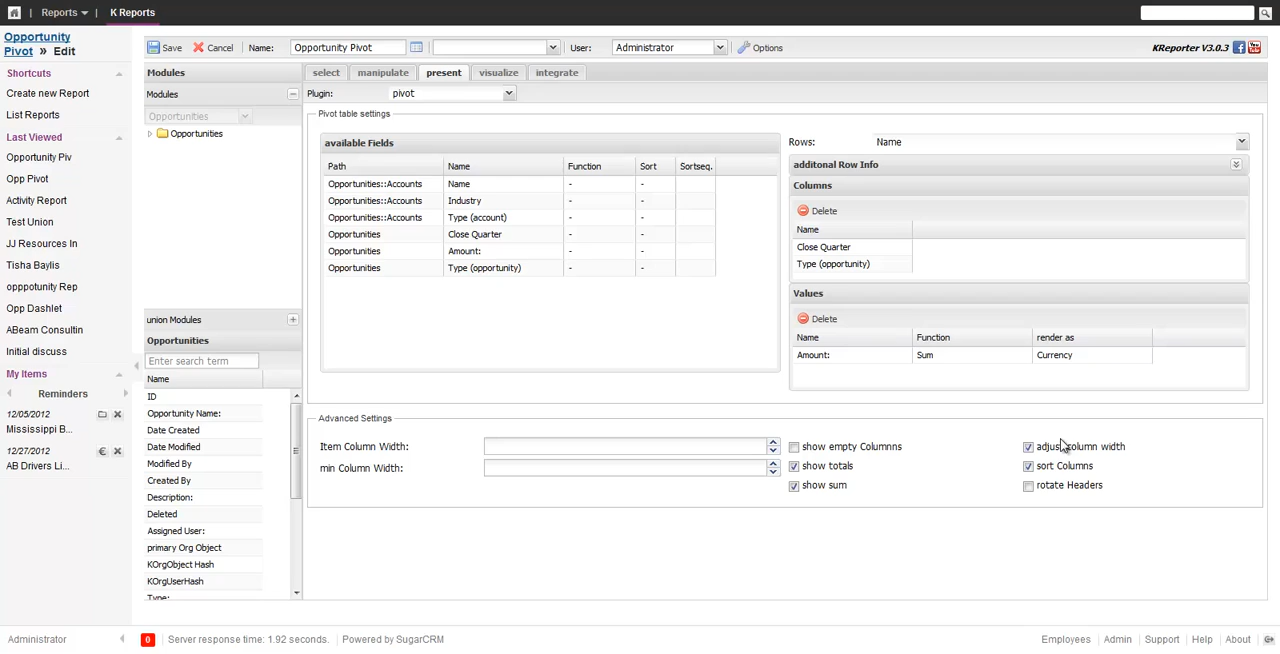 Reports
K Reports
Opportunity
Pivot » Edit
Save
Cancel
Name:
Opportunity Pivot
User:
Administrator
Options
KReporter V3.0.3
Shortcuts
Create new Report
List Reports
Last Viewed
Opportunity Piv
Opp Pivot
Activity Report
Test Union
JJ Resources In
Tisha Baylis
opppotunity Rep
Opp Dashlet
ABeam Consultin
Initial discuss
My Items
Reminders
12/05/2012
Mississippi B...
12/27/2012
AB Drivers Li...
Modules
Modules
Opportunities
Opportunities
union Modules
Opportunities
Enter search term
Name
ID
Opportunity Name:
Date Created
Date Modified
Modified By
Created By
Description:
Deleted
Assigned User:
primary Org Object
KOrgObject Hash
KOrgUserHash
Type:
select manipulate present visualize integrate
Plugin: pivot
Pivot table settings
available Fields
Path Name Function Sort Sortseq.
Opportunities::Accounts Name - -
Opportunities::Accounts Industry - -
Opportunities::Accounts Type (account) - -
Opportunities Close Quarter - -
Opportunities Amount: - -
Opportunities Type (opportunity) - -
Rows: Name
additonal Row Info
Columns
Delete
Name
Close Quarter
Type (opportunity)
Values
Delete
Name Function render as
Amount: Sum Currency
Advanced Settings
Item Column Width:
min Column Width:
show empty Columnns
show totals
show sum
adjust column width
sort Columns
rotate Headers
Administrator
0
Server response time: 1.92 seconds.
Powered by SugarCRM
Employees
Admin
Support
Help
About